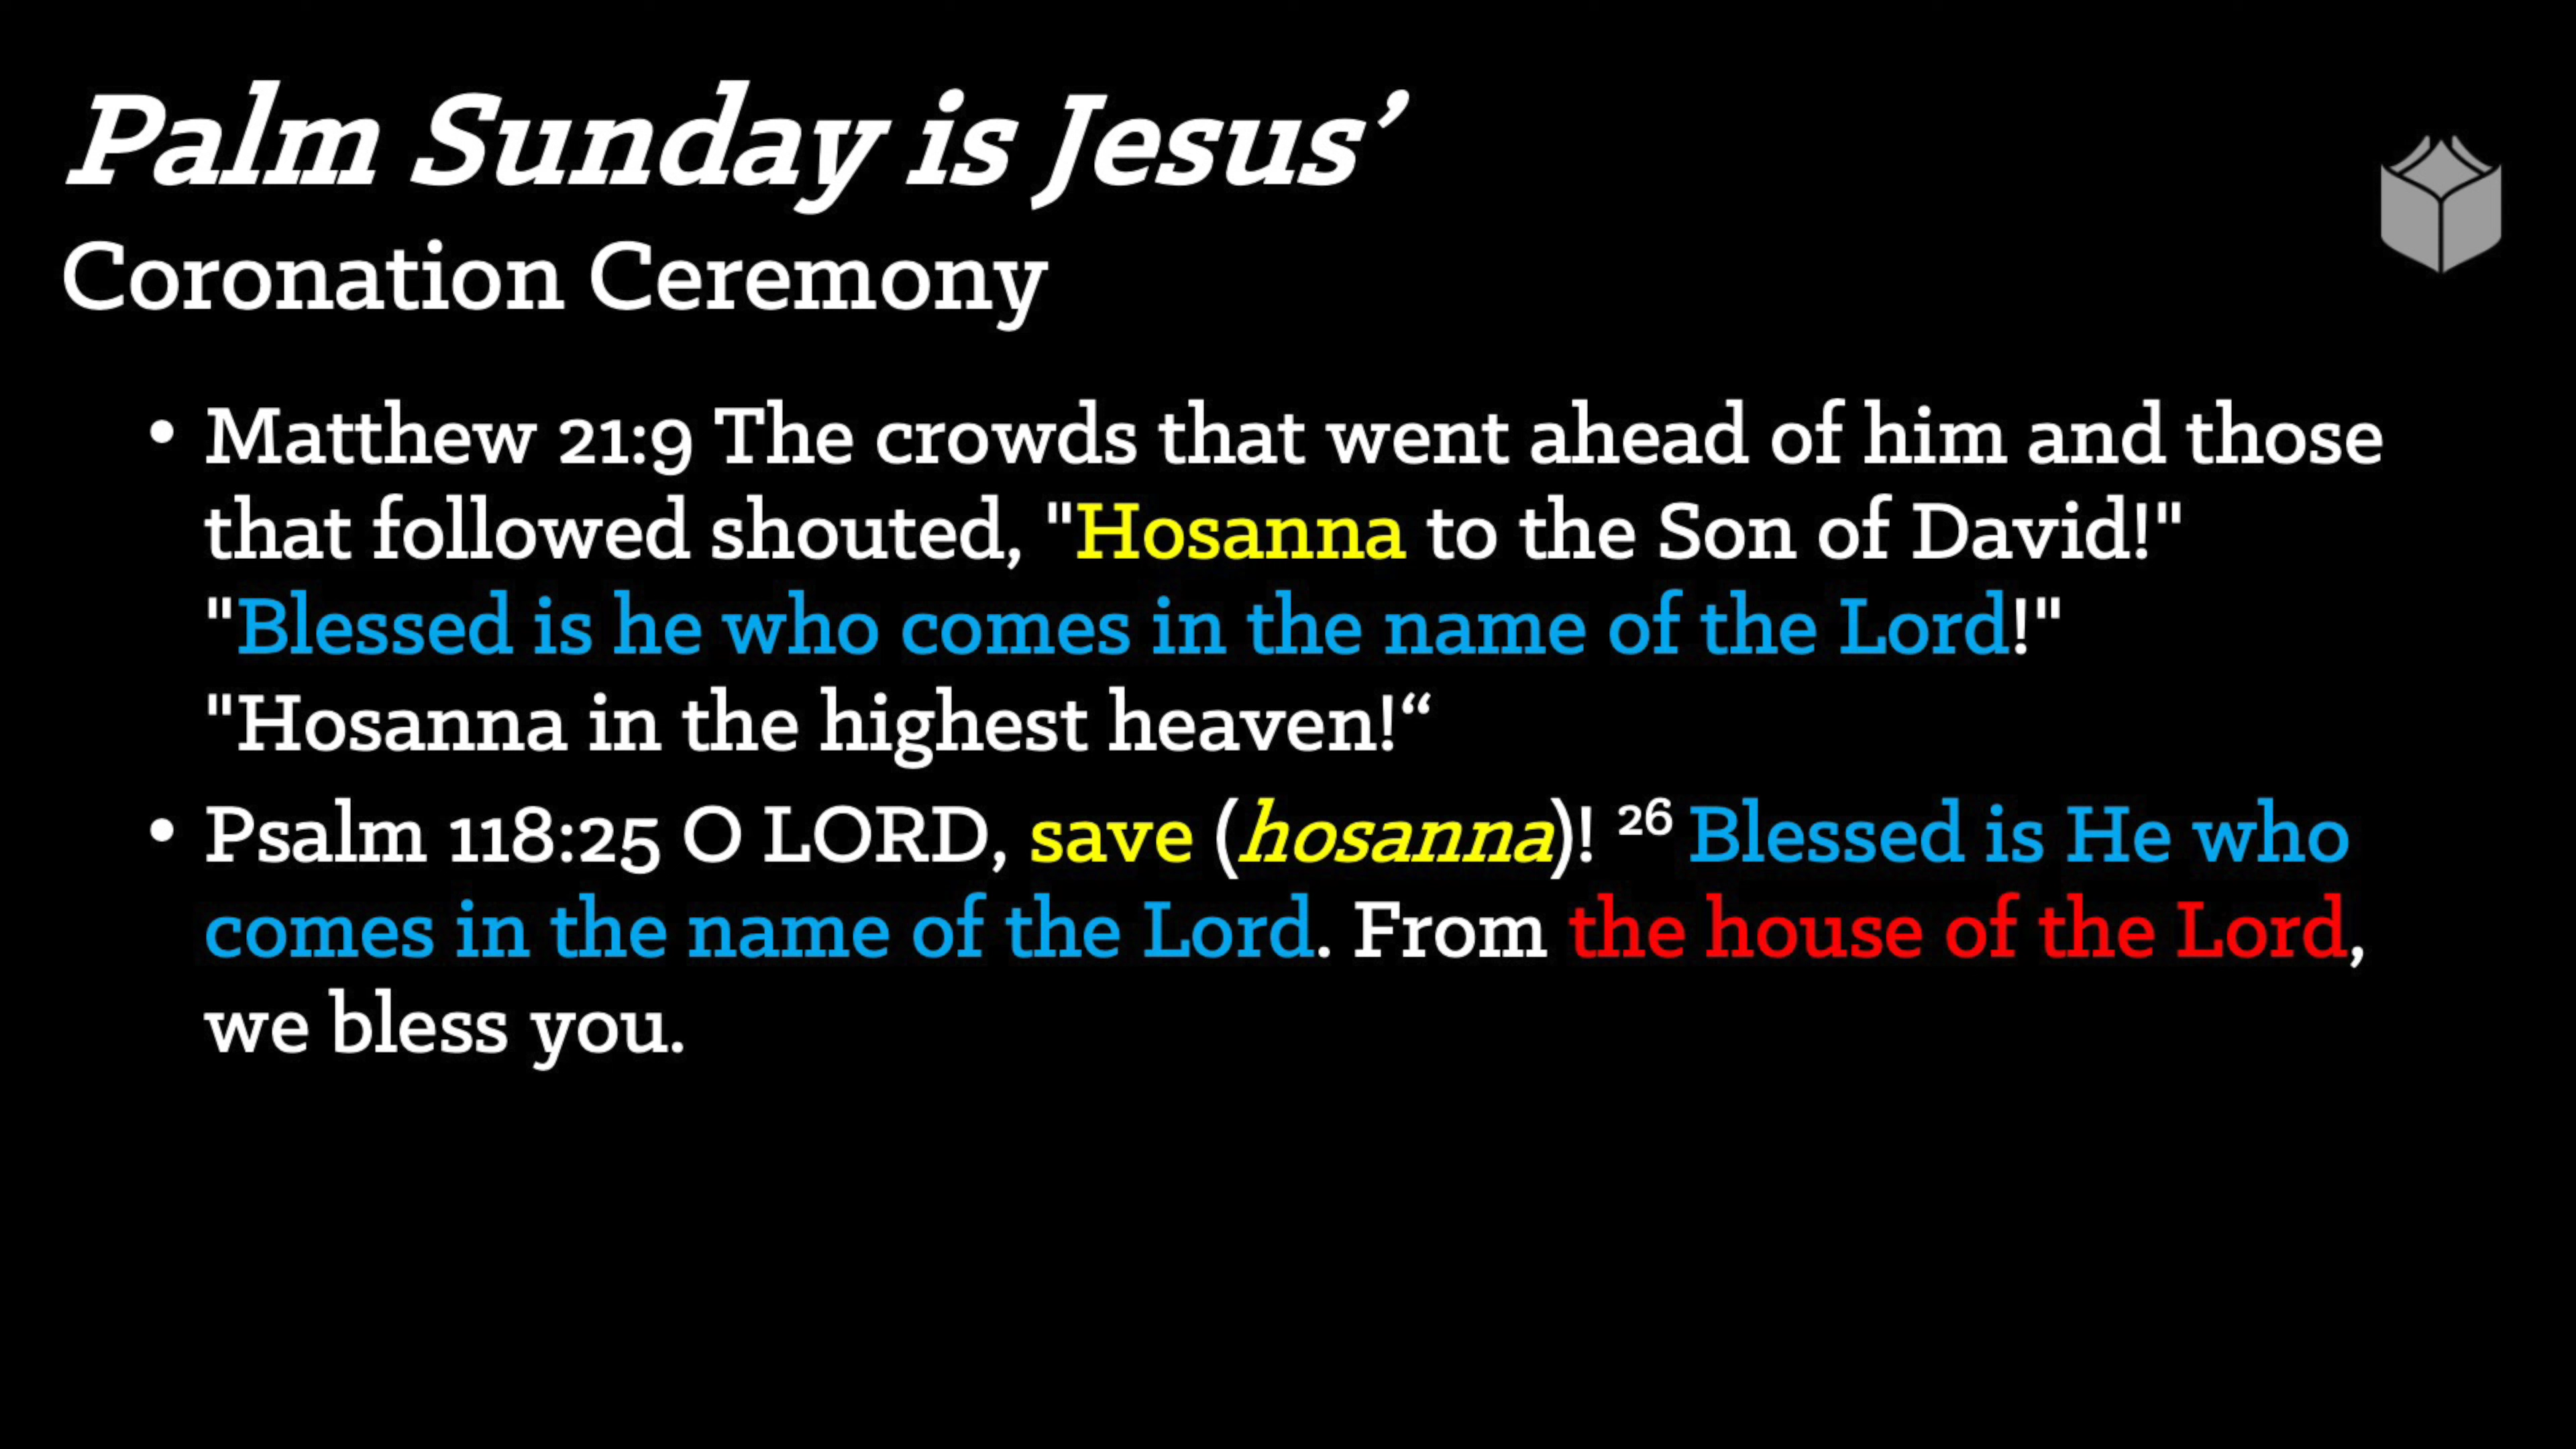 Palm Sunday is Jesus’
Coronation Ceremony
• Matthew 21:9 The crowds that went ahead of him and those
that followed shouted, "Hosanna to the Son of David!"
"Blessed is he who comes in the name of the Lord!"
"Hosanna in the highest heaven!“
• Psalm 118:25 O LORD, save (hosanna)! 26 Blessed is He who
comes in the name of the Lord. From the house of the Lord,
we bless you.